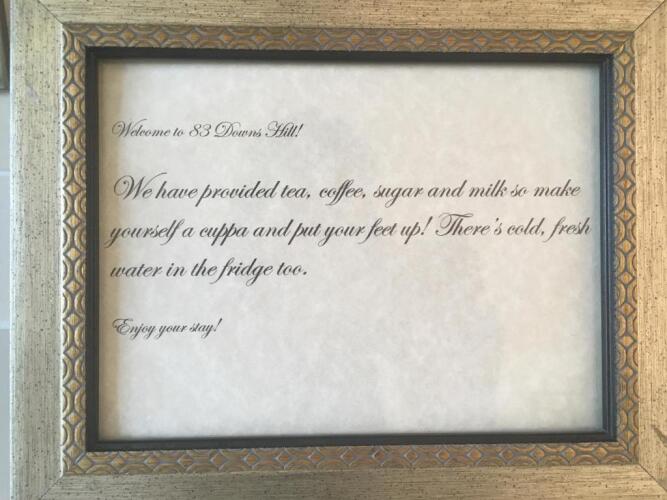 Welcome to 83 Downs Hill!
We have provided tea, coffee, sugar and milk so make
yourself a cuppa and put your feet up! There's cold, fresh
water in the fridge too.
Enjoy your stay!